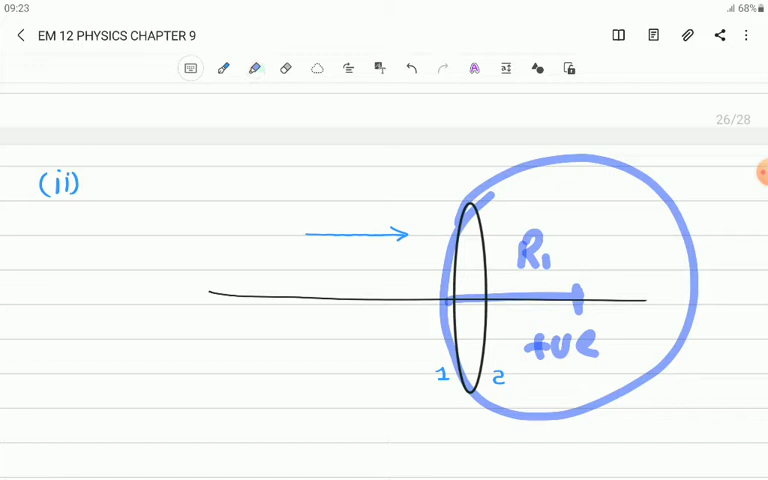 09:23
68%
EM 12 PHYSICS CHAPTER 9
26/28
(ii)
R1
+ve
1 2